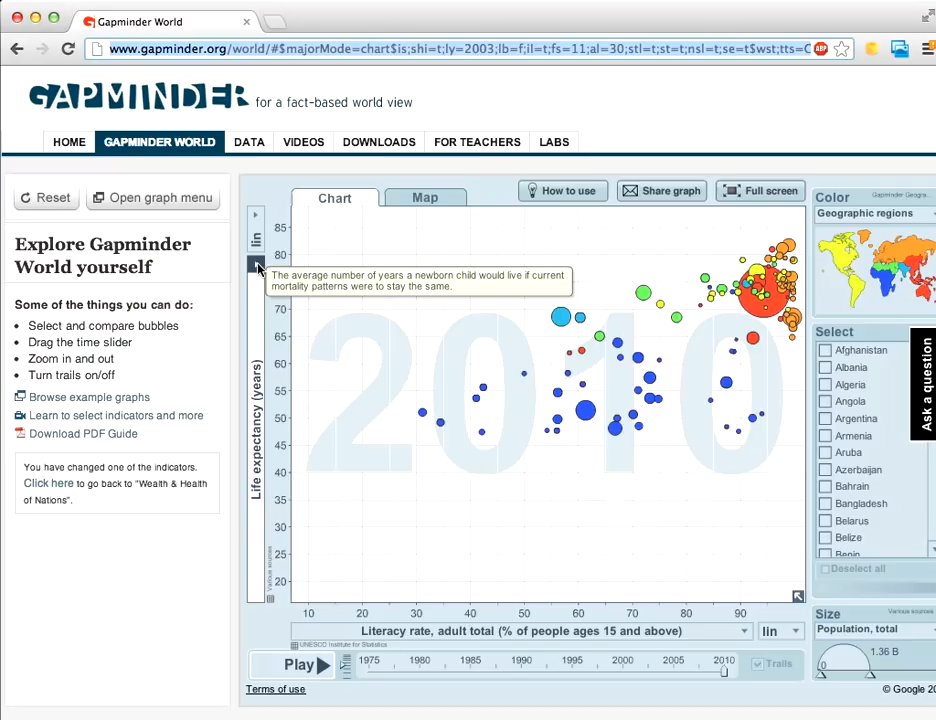 Gapminder World
www.gapminder.org/world/#$majorMode=chart$is;shi=t;ly=2003;lb=f;il=t;fs=11;al=30;stl=t;st=t;nsl=t;se=t$wst;tts=C
ABP
GAPMINDER for a fact-based world view
HOME GAPMINDER WORLD DATA VIDEOS DOWNLOADS FOR TEACHERS LABS
Reset Open graph menu
Explore Gapminder
World yourself
Some of the things you can do:
Select and compare bubbles
Drag the time slider
Zoom in and out
Turn trails on/off
Browse example graphs
Learn to select indicators and more
Download PDF Guide
You have changed one of the indicators.
Click here to go back to "Wealth & Health
of Nations".
Chart Map
How to use Share graph Full screen
lin
The average number of years a newborn child would live if current
mortality patterns were to stay the same.
Life expectancy (years)
Various sources
85
80
70
65
60
55
50
45
40
35
30
25
20
2010
10 20 30 40 50 60 70 80 90
Literacy rate, adult total (% of people ages 15 and above) lin
UNESCO Institute for Statistics
Play 1975 1980 1985 1990 1995 2000 2005 2010 Trails
Terms of use
Color Gapminder Geogra..
Geographic regions
Select
Afghanistan
Albania
Algeria
Angola
Argentina
Armenia
Aruba
Azerbaijan
Bahrain
Bangladesh
Belarus
Belize
Benin
Deselect all
Ask a question
Size Various sources
Population, total
1.36 B
0
© Google 20